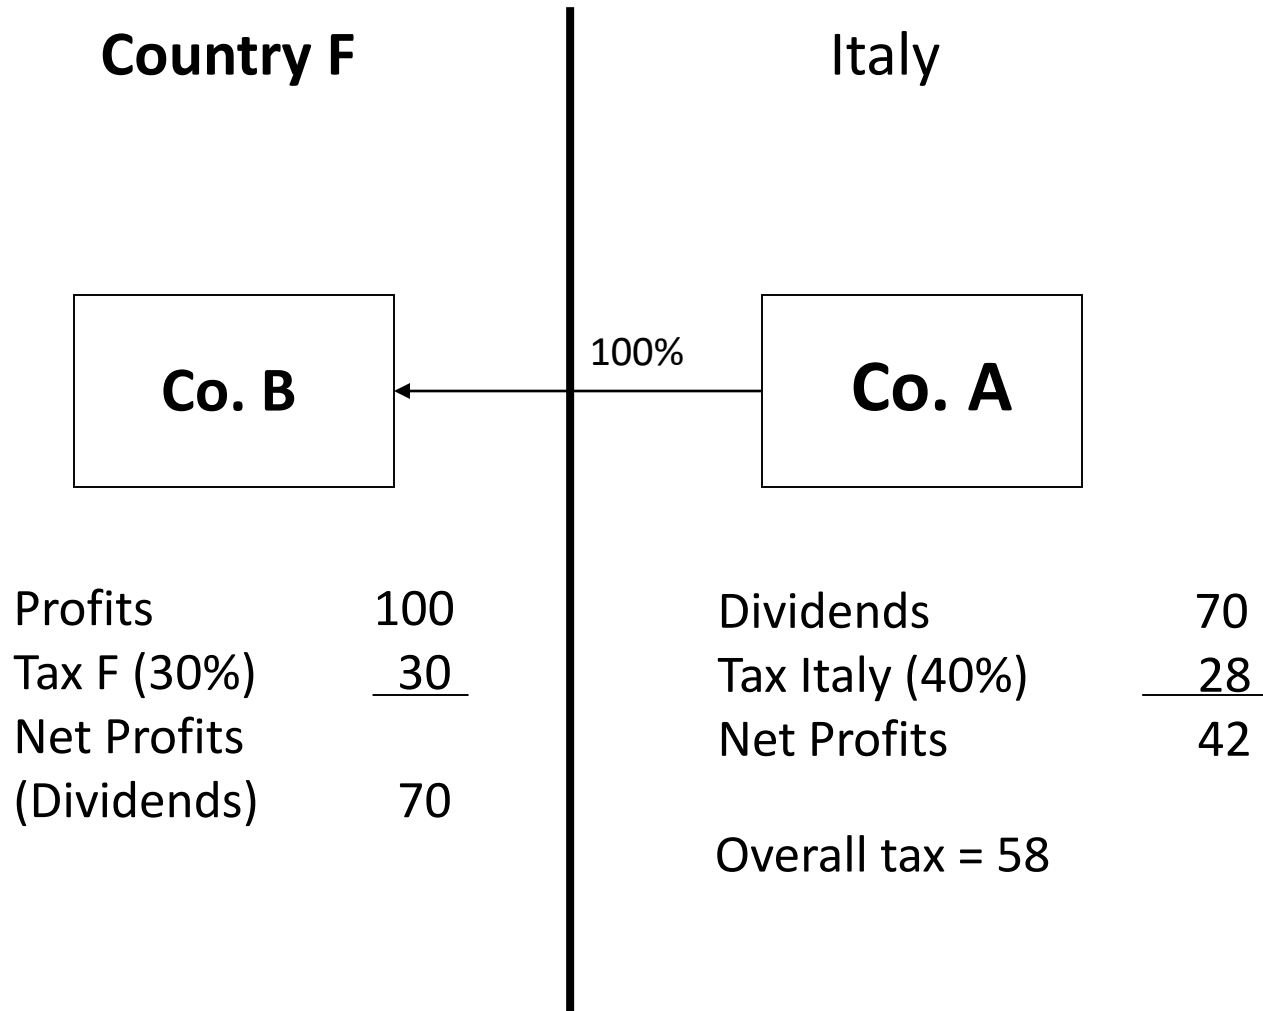 Country F
Italy
100%
Co. B
Co. A
Profits 100
Tax F (30%) 30
Net Profits
(Dividends) 70
Dividends 70
Tax Italy (40%) 28
Net Profits 42
Overall tax = 58